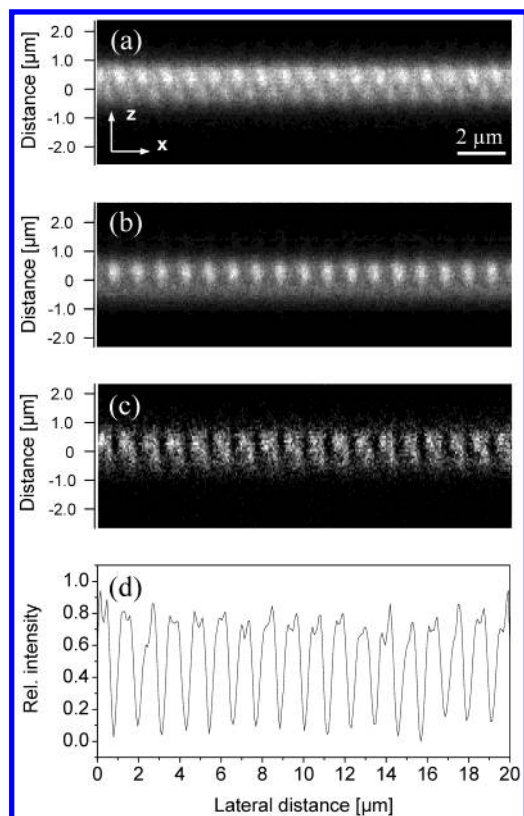 (a)
2.0
1.0
0
-1.0
-2.0
Distance [μm]
z
x
2 μm
(b)
2.0
1.0
0
-1.0
-2.0
Distance [μm]
(c)
2.0
1.0
0
-1.0
-2.0
Distance [μm]
(d)
1.0
0.8
0.6
0.4
0.2
0.0
Rel. intensity
0 2 4 6 8 10 12 14 16 18 20
Lateral distance [μm]